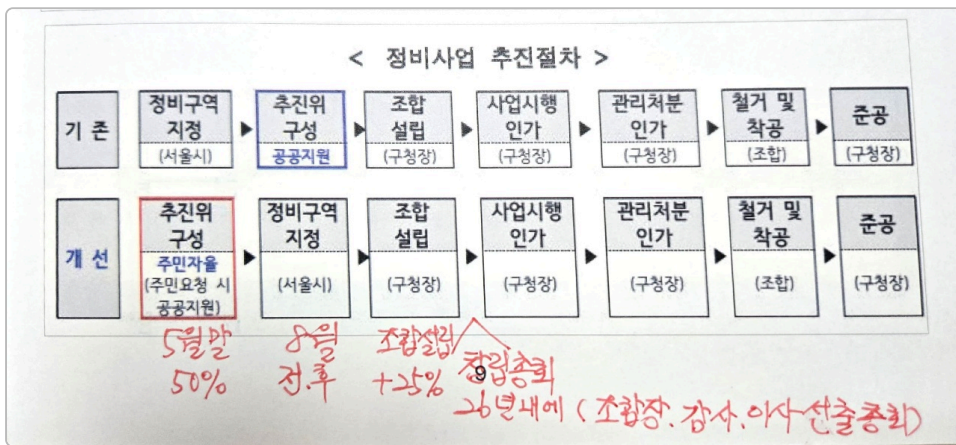 < 정비사업 추진절차 >
기 존
정비구역
지정
(서울시)
추진위
구성
공공지원
조합
설립
(구청장)
사업시행
인가
(구청장)
관리처분
인가
(구청장)
철거 및
착공
(조합)
준공
(구청장)
개 선
추진위
구성
주민자율
(주민요청 시
공공지원)
정비구역
지정
(서울시)
조합
설립
(구청장)
사업시행
인가
(구청장)
관리처분
인가
(구청장)
철거 및
착공
(조합)
준공
(구청장)
5월말
50%
8월
전.후
조합설립
+25%
창립총회
9
26년내에 (조합장.감사.이사 선출총회)